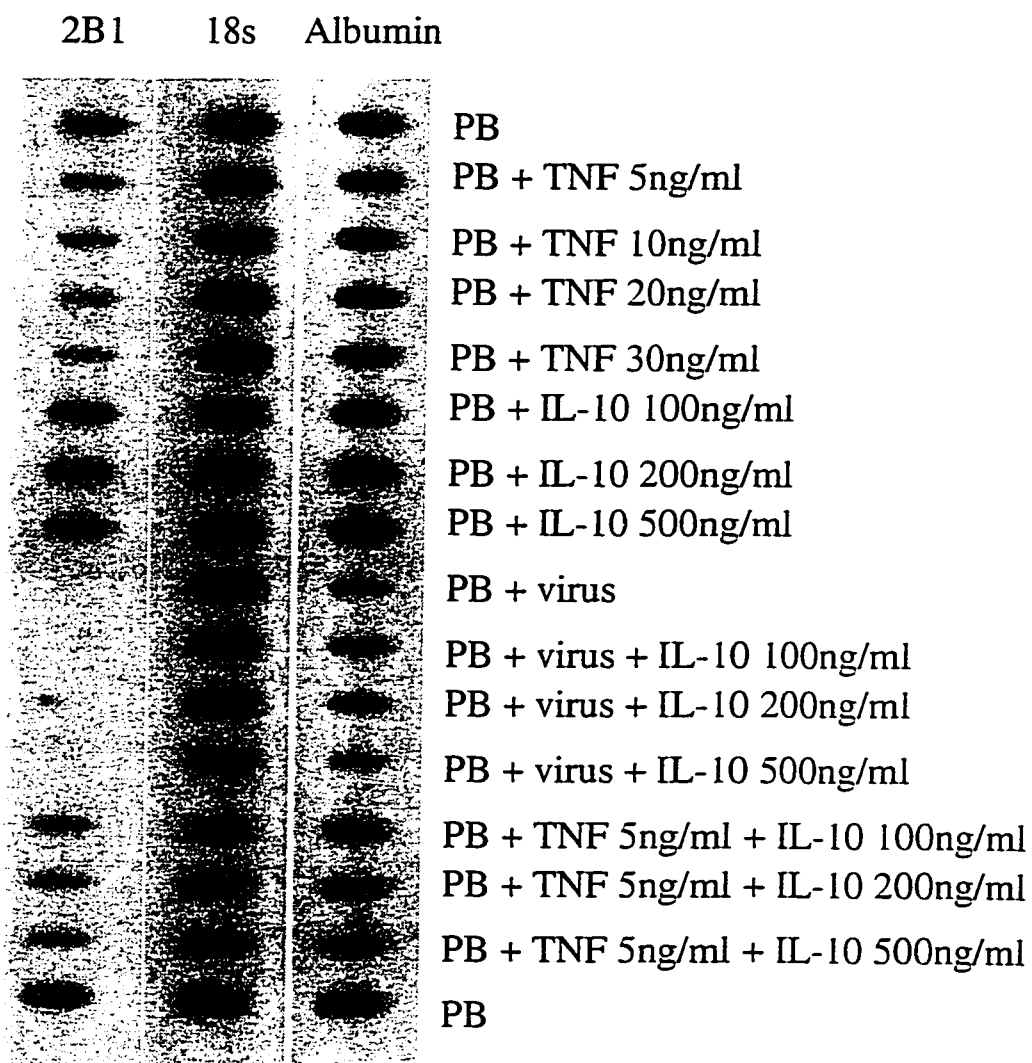 2B1 18s Albumin
PB
PB + TNF 5ng/ml
PB + TNF 10ng/ml
PB + TNF 20ng/ml
PB + TNF 30ng/ml
PB + IL-10 100ng/ml
PB + IL-10 200ng/ml
PB + IL-10 500ng/ml
PB + virus
PB + virus + IL-10 100ng/ml
PB + virus + IL-10 200ng/ml
PB + virus + IL-10 500ng/ml
PB + TNF 5ng/ml + IL-10 100ng/ml
PB + TNF 5ng/ml + IL-10 200ng/ml
PB + TNF 5ng/ml + IL-10 500ng/ml
PB